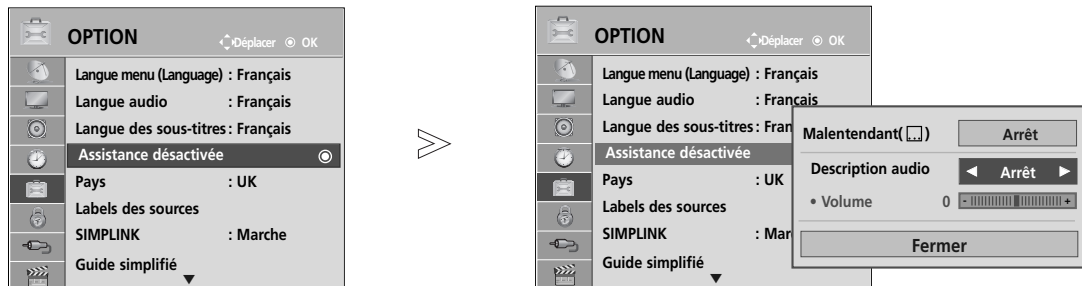 OPTION
Déplacer OK
Langue menu (Language) : Français
Langue audio : Français
Langue des sous-titres : Français
Assistance désactivée
Pays : UK
Labels des sources
SIMPLINK : Marche
Guide simplifié
OPTION
Déplacer OK
Langue menu (Language) : Français
Langue audio : Français
Langue des sous-titres : Fran
Assistance désactivée
Pays : UK
Labels des sources
SIMPLINK : Mar
Guide simplifié
Malentendant( ) Arrêt
Description audio ◄ Arrêt ►
• Volume 0 - +
Fermer